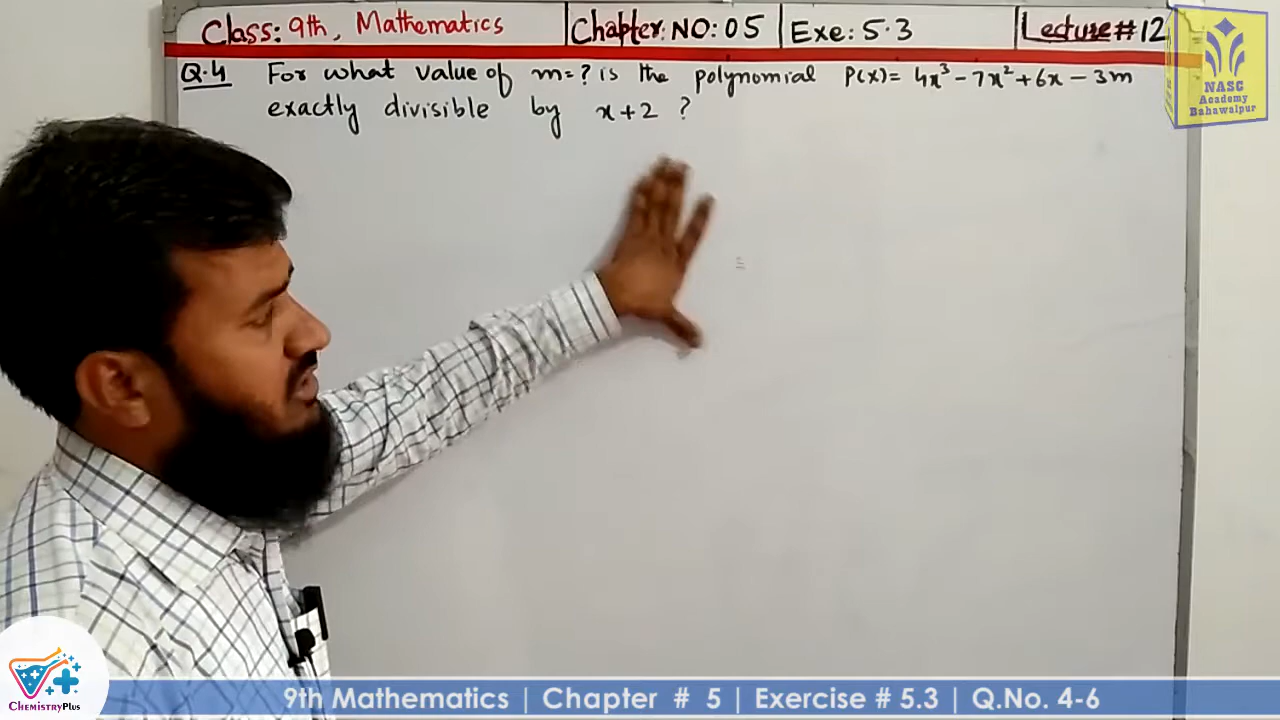 Class: 9th, Mathematics Chapter: NO: 05 Exe: 5.3 Lecture # 12
Q.4 For what value of m=? is the polynomial P(x)= 4x³ - 7x² + 6x - 3m
exactly divisible by x+2 ?
NASC
Academy
Bahawalpur
ChemistryPlus
9th Mathematics | Chapter # 5 | Exercise # 5.3 | Q.No. 4-6